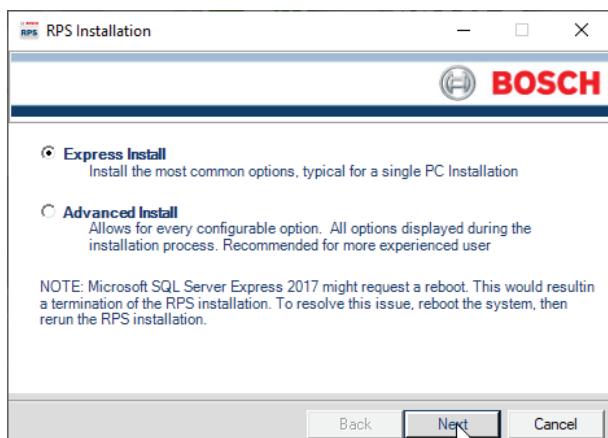 RPS Installation
BOSCH
Express Install
Install the most common options, typical for a single PC Installation
Advanced Install
Allows for every configurable option. All options displayed during the
installation process. Recommended for more experienced user
NOTE: Microsoft SQL Server Express 2017 might request a reboot. This would resultin
a termination of the RPS installation. To resolve this issue, reboot the system, then
rerun the RPS installation.
Back Next Cancel